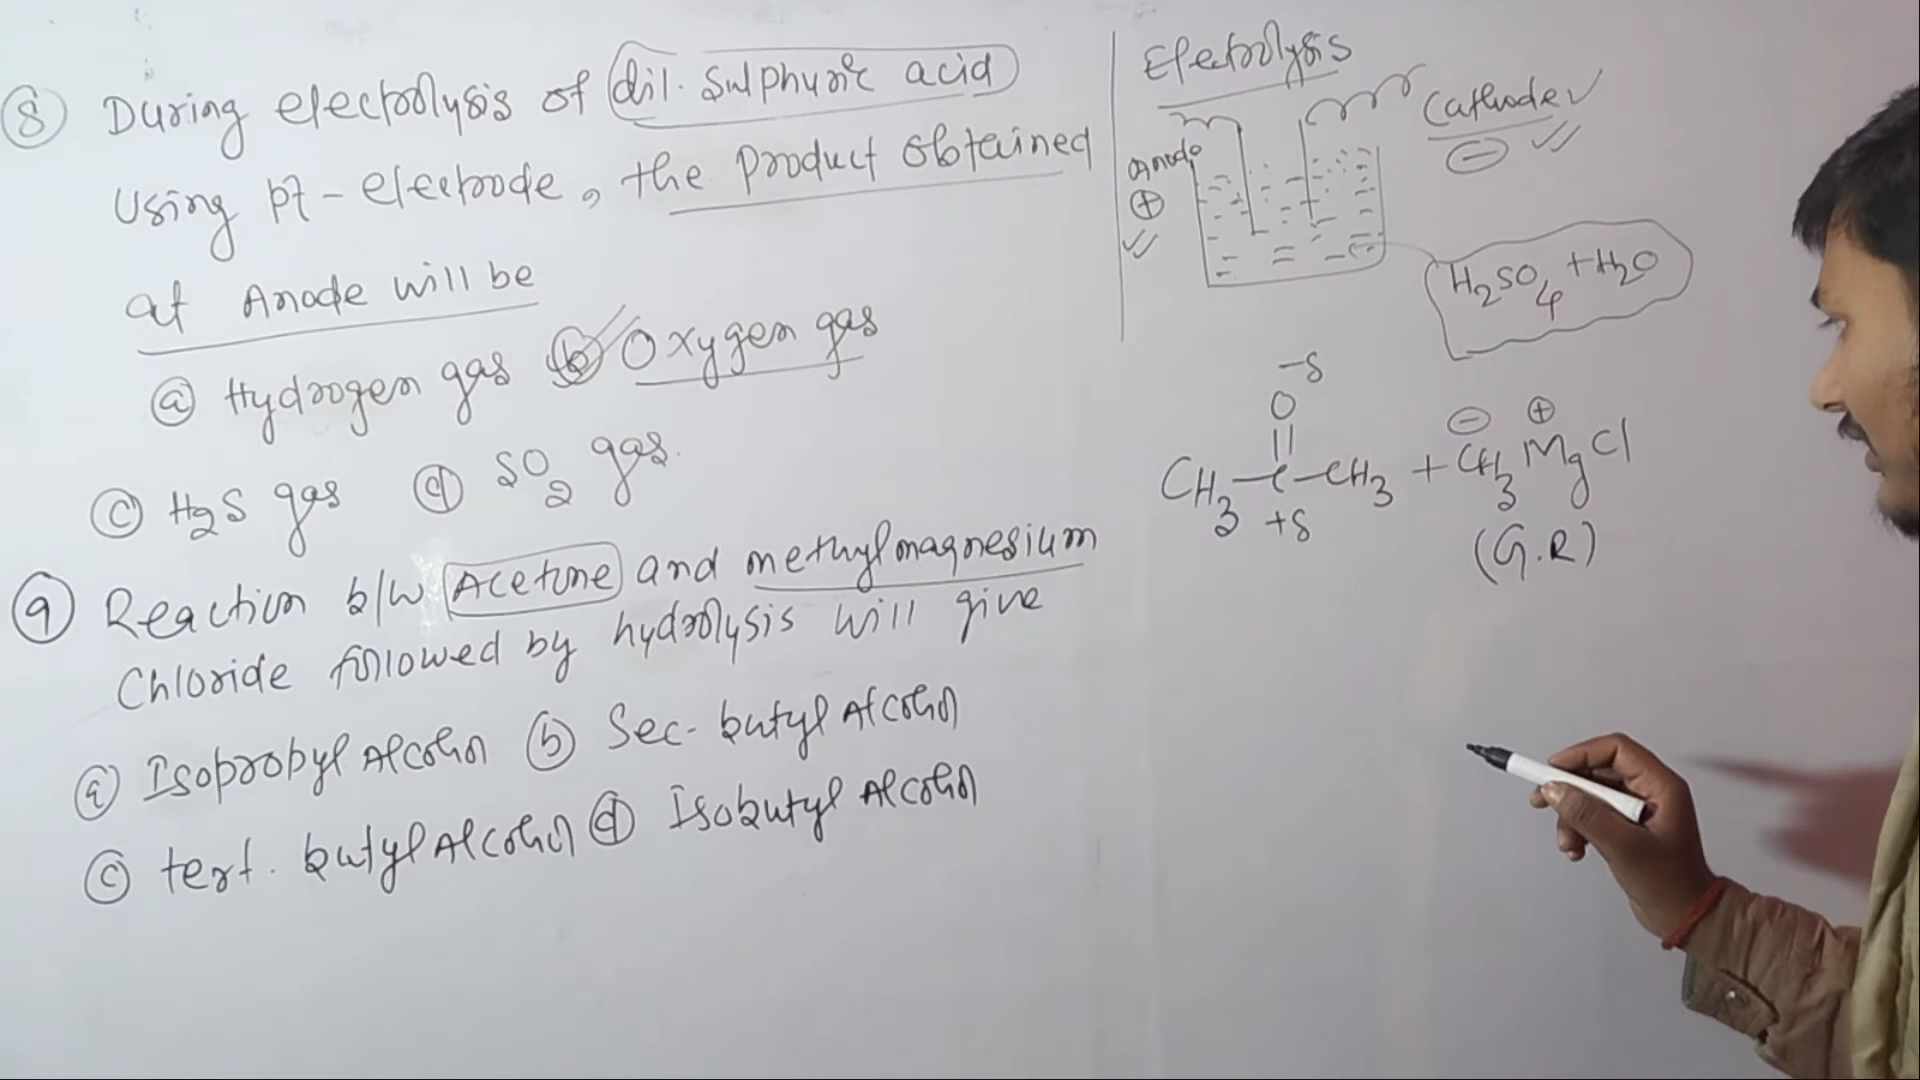 ⑧ During electrolysis of dil. Sulphuric acid
Using pt-electrode, the Product obtained
at Anode will be
ⓐ Hydrogen gas ⓑ Oxygen gas
ⓒ H₂S gas ⓓ SO₂ gas.
⑨ Reaction b/w Acetone and methylmagnesium
Chloride followed by hydrolysis will give
ⓐ Isopropyl Alcohol ⓑ Sec-butyl Alcohol
ⓒ tert. butyl Alcohol ⓓ Isobutyl Alcohol
Electrolysis
Cathode
⊖
Anode
⊕
H₂SO₄ + H₂O
-δ
O ⊖ ⊕
CH₃-C-CH₃ + CH₃MgCl
+δ
(G.R)